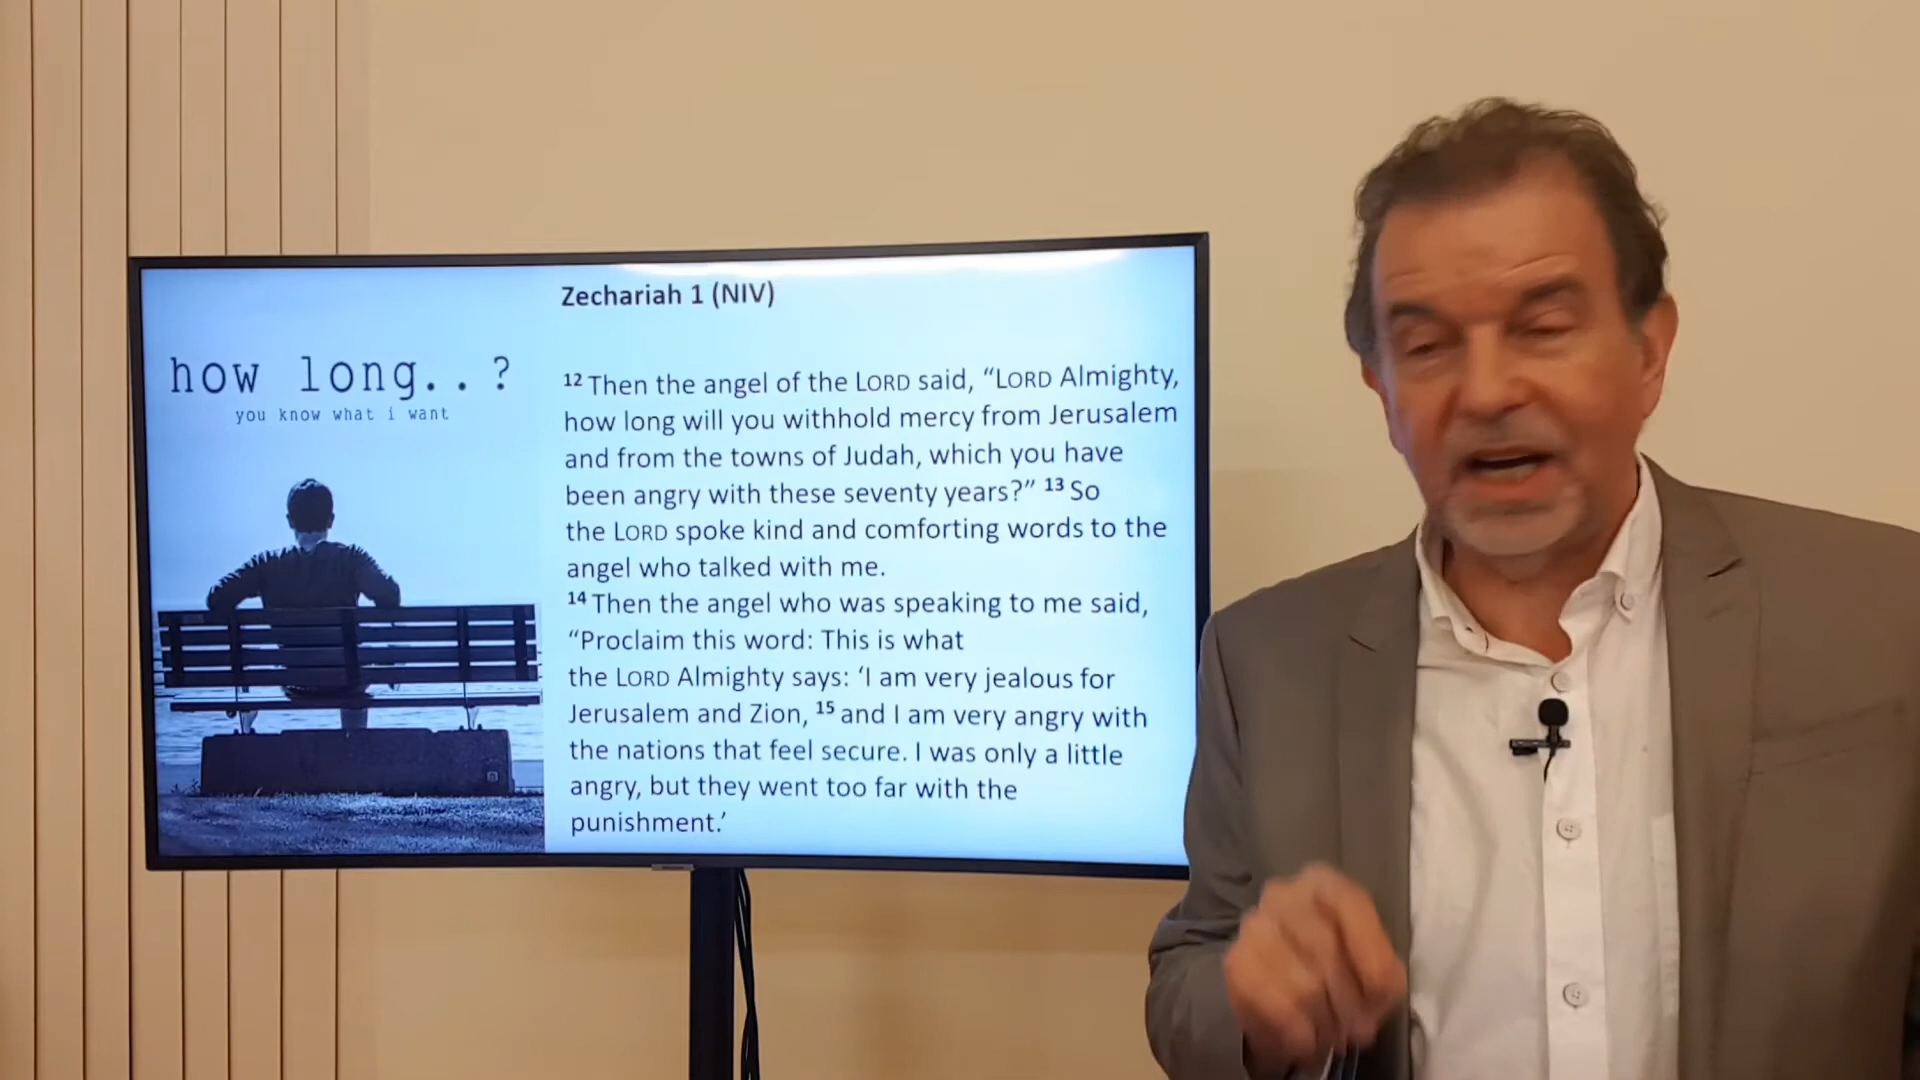 how long..?
you know what i want
Zechariah 1 (NIV)
12 Then the angel of the LORD said, “LORD Almighty,
how long will you withhold mercy from Jerusalem
and from the towns of Judah, which you have
been angry with these seventy years?” 13 So
the LORD spoke kind and comforting words to the
angel who talked with me.
14 Then the angel who was speaking to me said,
“Proclaim this word: This is what
the LORD Almighty says: ‘I am very jealous for
Jerusalem and Zion, 15 and I am very angry with
the nations that feel secure. I was only a little
angry, but they went too far with the
punishment.’